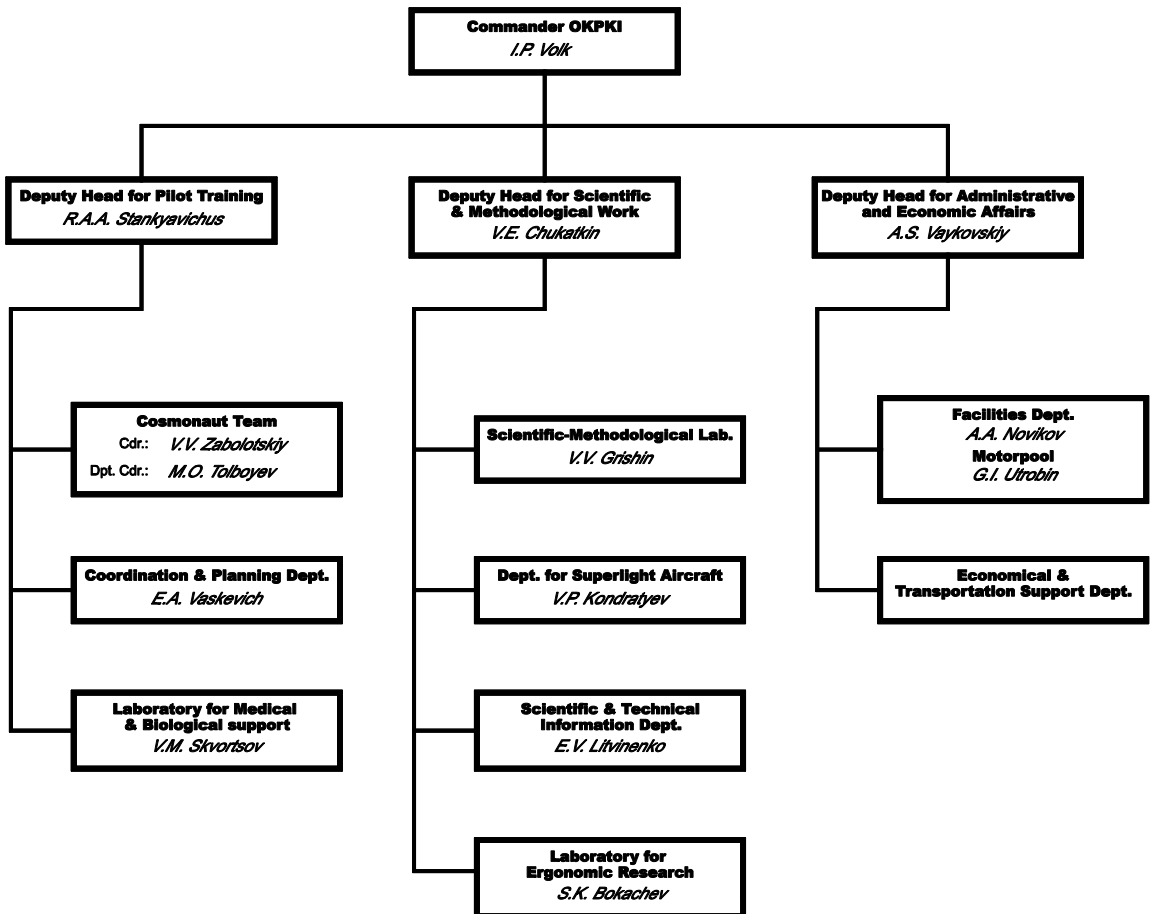 Commander OKPKI
I.P. Volk
Deputy Head for Pilot Training
R.A.A. Stankyavichus
Deputy Head for Scientific
& Methodological Work
V.E. Chukatkin
Deputy Head for Administrative
and Economic Affairs
A.S. Vaykovskiy
Cosmonaut Team
Cdr.: V.V. Zabolotskiy
Dpt. Cdr.: M.O. Tolboyev
Coordination & Planning Dept.
E.A. Vaskevich
Laboratory for Medical
& Biological support
V.M. Skvortsov
Scientific-Methodological Lab.
V.V. Grishin
Dept. for Superlight Aircraft
V.P. Kondratyev
Scientific & Technical
Information Dept.
E.V. Litvinenko
Laboratory for
Ergonomic Research
S.K. Bokachev
Facilities Dept.
A.A. Novikov
Motorpool
G.I. Utrobin
Economical &
Transportation Support Dept.